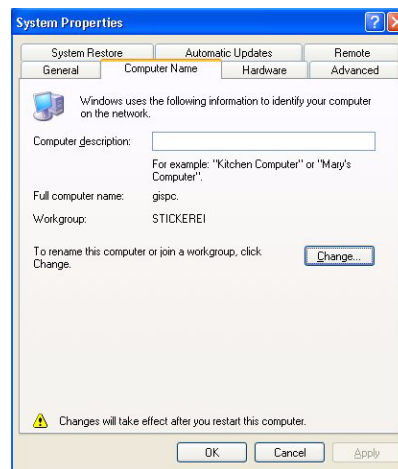 System Properties
System Restore Automatic Updates Remote
General Computer Name Hardware Advanced
Windows uses the following information to identify your computer
on the network.
Computer description:
For example: "Kitchen Computer" or "Mary's
Computer".
Full computer name: gispc.
Workgroup: STICKEREI
To rename this computer or join a workgroup, click
Change.
Change...
Changes will take effect after you restart this computer.
OK Cancel Apply